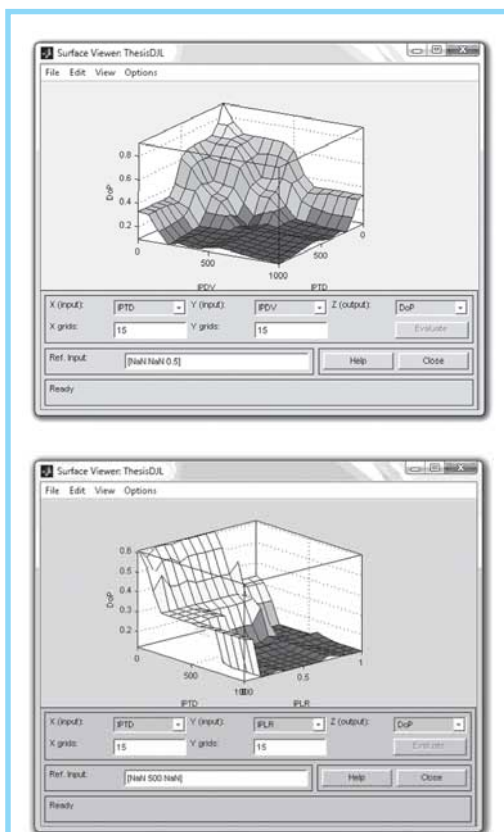 Surface Viewer: ThesisDJL
File Edit View Options
0.8
0.6
0.4
0.2
DoP
0
500
1000
500
0
IPDV
IPTD
X (input): IPTD Y (input): IPDV Z (output): DoP
X grids: 15 Y grids: 15 Evaluate
Ref. Input: [NaN NaN 0.5] Help Close
Ready
Surface Viewer: ThesisDJL
File Edit View Options
0.6
0.5
0.4
0.3
0.2
DoP
0
500
0.5
1
IPTD
IPLR
X (input): IPTD Y (input): IPLR Z (output): DoP
X grids: 15 Y grids: 15 Evaluate
Ref. Input: [NaN 500 NaN] Help Close
Ready